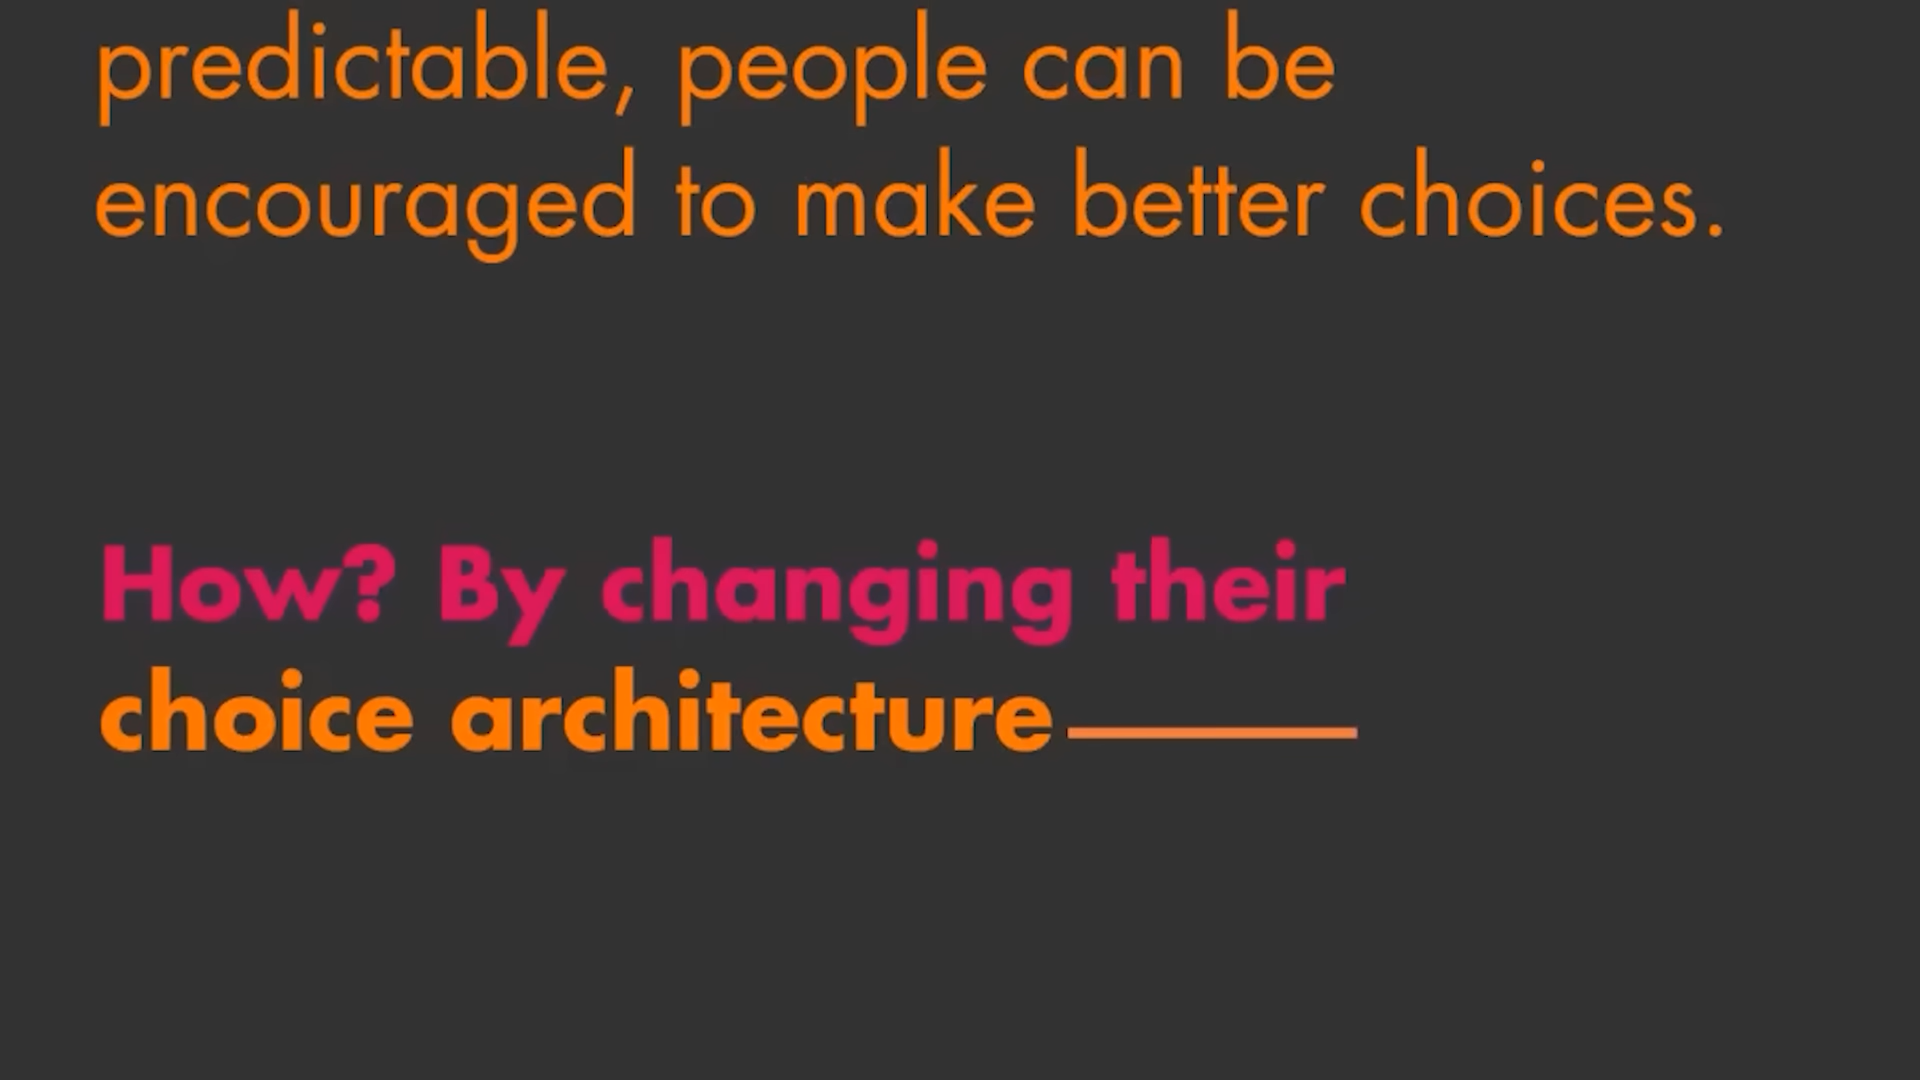 predictable, people can be
encouraged to make better choices.
How? By changing their
choice architecture